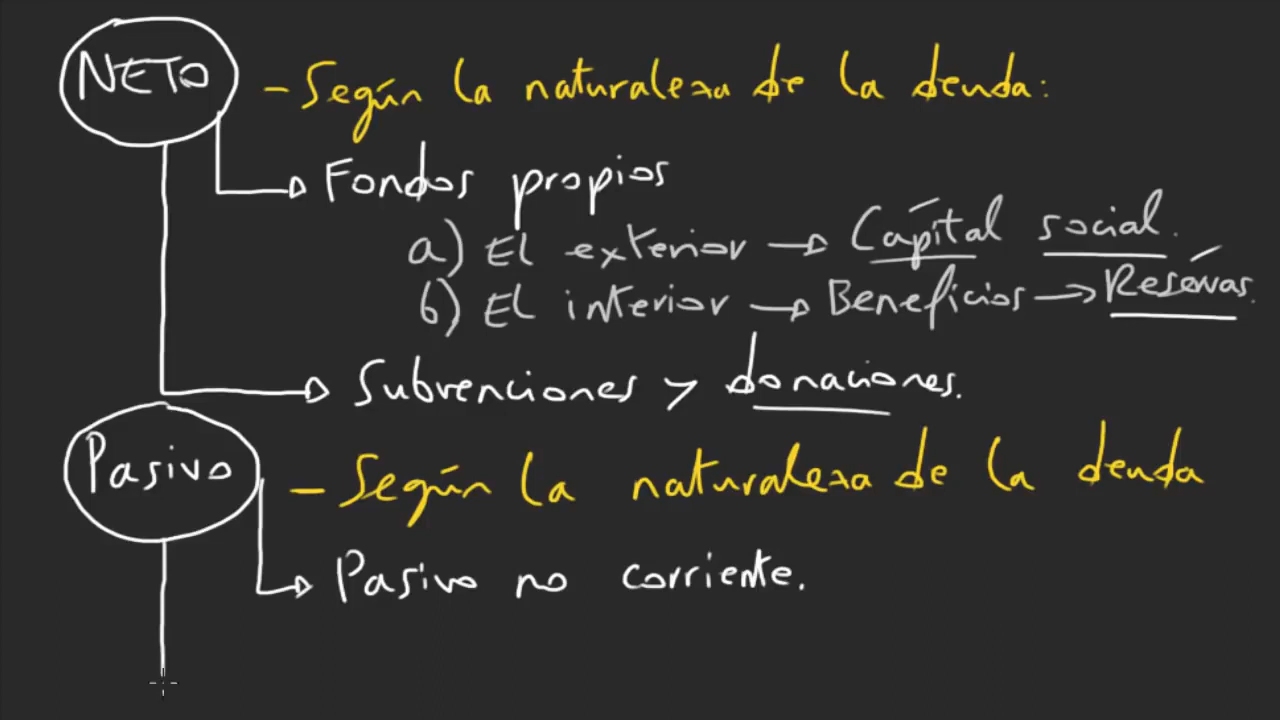 NETO - Según la naturaleza de la deuda:
Fondos propios
a) El exterior → Capital social.
b) El interior → Beneficios → Reservas.
Subvenciones y donaciones.
Pasivo - Según la naturaleza de la deuda
Pasivo no corriente.